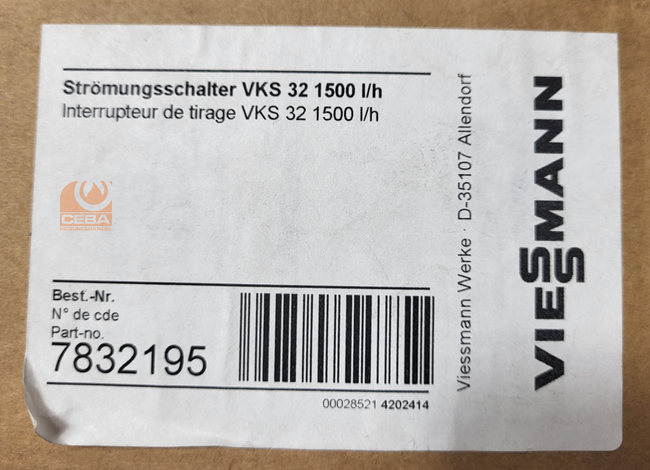 Strömungsschalter VKS 32 1500 l/h
Interrupteur de tirage VKS 32 1500 l/h
CEBA
Best.-Nr.
N° de cde
Part-no.
7832195
00028521 4202414
Viessmann Werke · D-35107 Allendorf
VIESSMANN